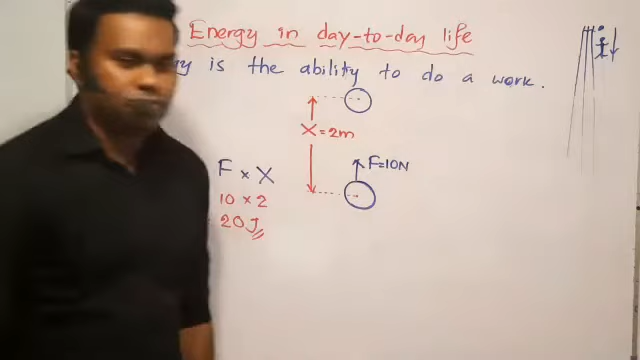 Energy in day-to-day life
is the ability to do a work.
X = 2m
F = 10N
F × X
10 × 2
20 J